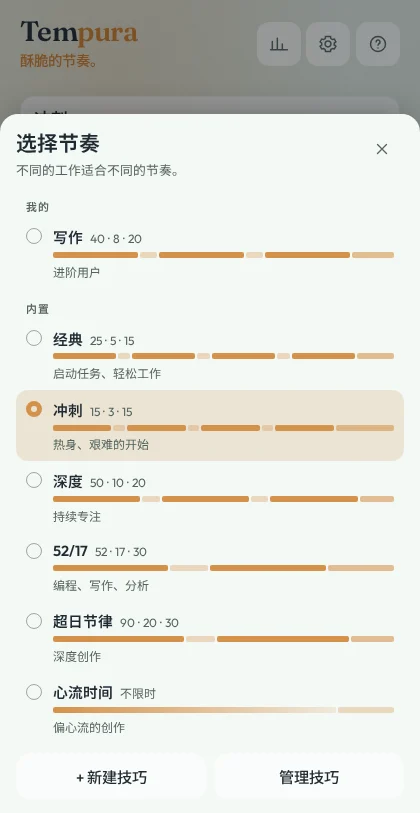 Tempura
酥脆的节奏。
选择节奏
不同的工作适合不同的节奏。
我的
写作 40·8·20
进阶用户
内置
经典 25·5·15
启动任务、轻松工作
冲刺 15·3·15
热身、艰难的开始
深度 50·10·20
持续专注
52/17 52·17·30
编程、写作、分析
超日节律 90·20·30
深度创作
心流时间 不限时
偏心流的创作
+ 新建技巧 管理技巧